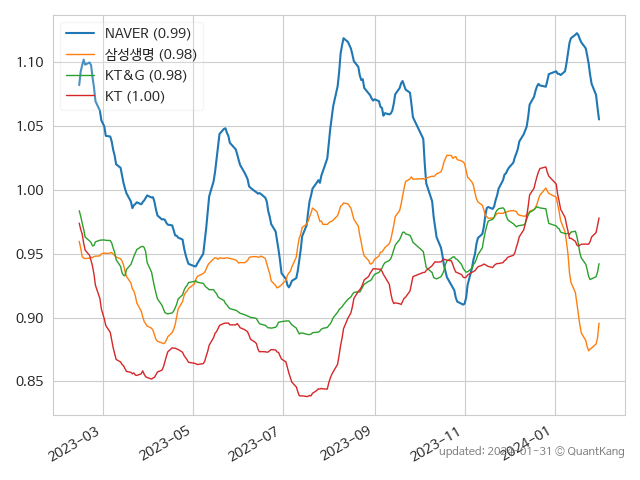 NAVER (0.99)
삼성생명 (0.98)
KT&G (0.98)
KT (1.00)
1.10
1.05
1.00
0.95
0.90
0.85
2023-03
2023-05
2023-07
2023-09
2023-11
2024-01
updated: 2024-01-31 © QuantKang